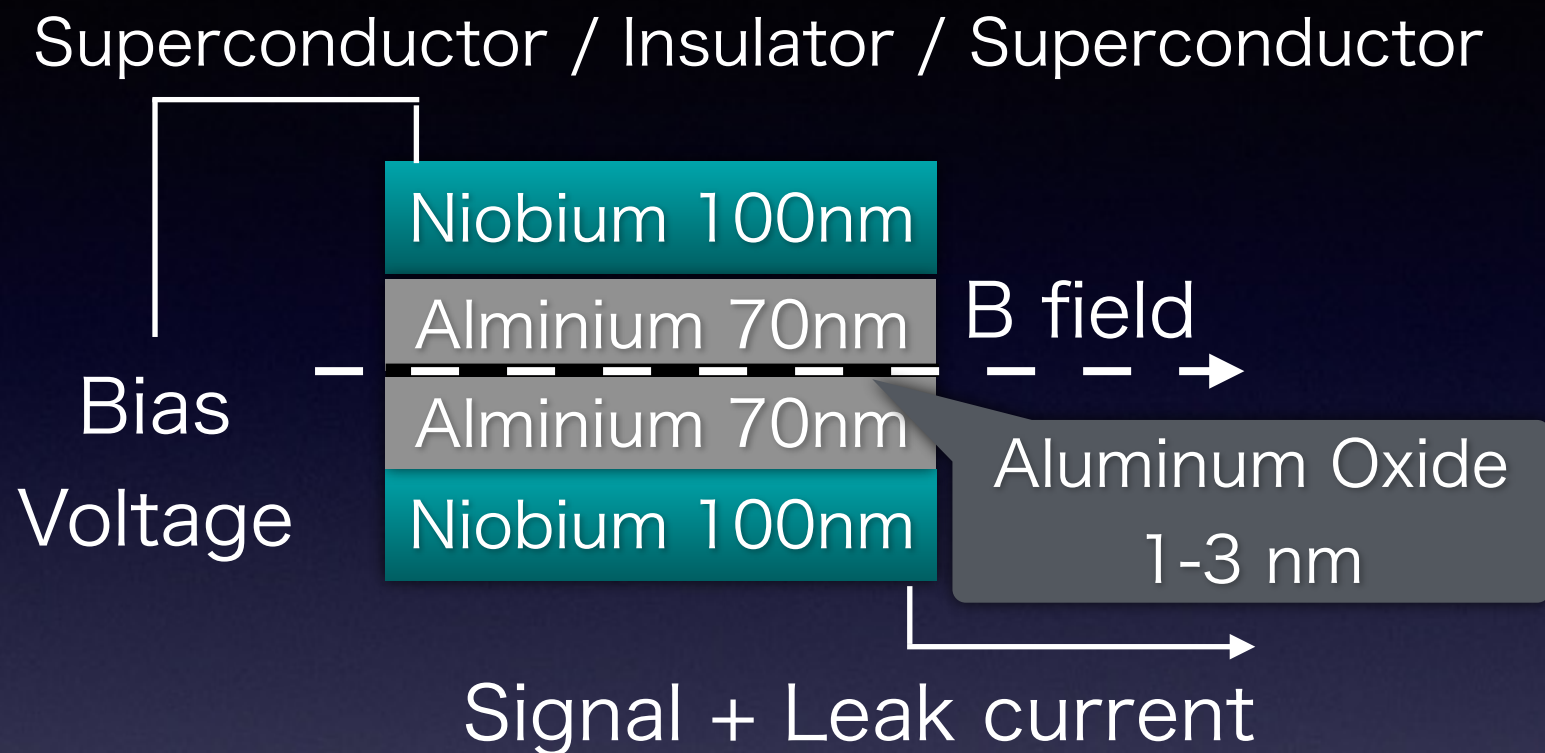 Superconductor / Insulator / Superconductor
Niobium 100nm
Alminium 70nm
B field
Bias
Voltage
Alminium 70nm
Aluminum Oxide
1-3 nm
Niobium 100nm
Signal + Leak current